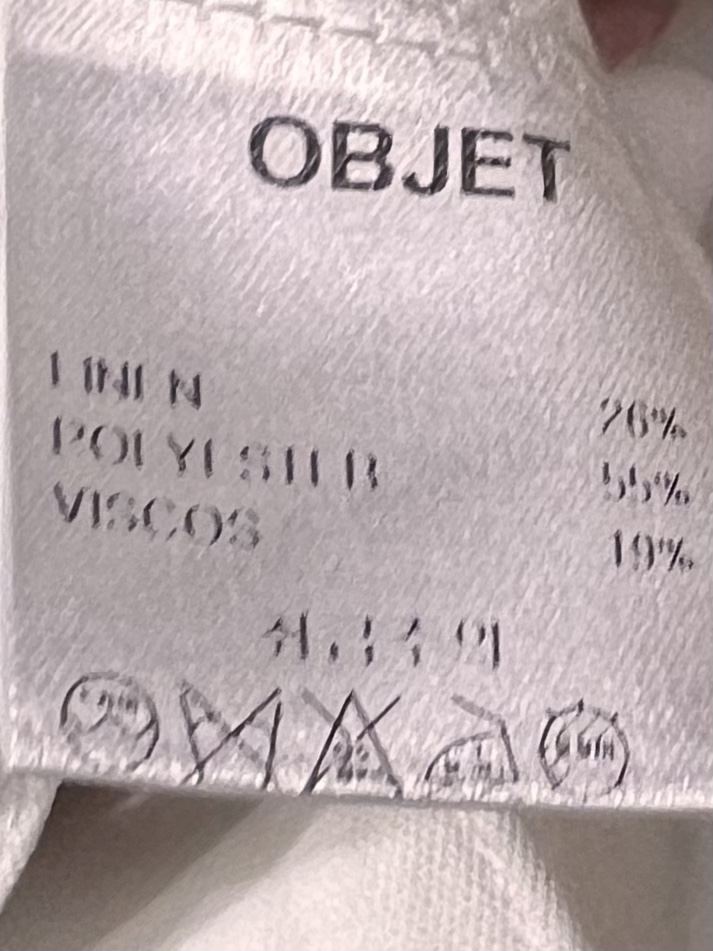 OBJET
LINEN 26%
POLYESTER 55%
VISCOS 19%